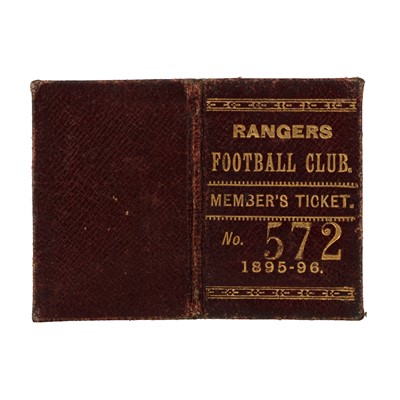 RANGERS
FOOTBALL CLUB.
MEMBER'S TICKET.
No. 572
1895-96.